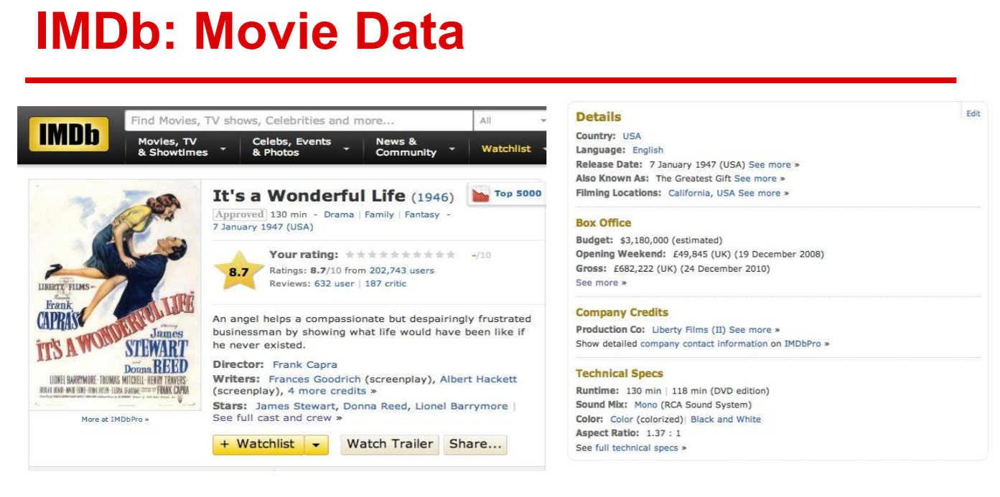 IMDb: Movie Data
IMDb
Find Movies, TV shows, Celebrities and more...
All
Movies, TV
& Showtimes
Celebs, Events
& Photos
News &
Community
Watchlist
LIBERTY FILMS
Frank
CAPRA'S
IT'S A WONDERFUL LIFE
starring
James
STEWART
and
Donna REED
LIONEL BARRYMORE · THOMAS MITCHELL · HENRY TRAVERS
FRANK CAPRA
More at IMDbPro »
It's a Wonderful Life (1946)
Top 5000
Approved 130 min - Drama | Family | Fantasy -
7 January 1947 (USA)
8.7
Your rating: -/10
Ratings: 8.7/10 from 202,743 users
Reviews: 632 user | 187 critic
An angel helps a compassionate but despairingly frustrated
businessman by showing what life would have been like if
he never existed.
Director: Frank Capra
Writers: Frances Goodrich (screenplay), Albert Hackett
(screenplay), 4 more credits »
Stars: James Stewart, Donna Reed, Lionel Barrymore |
See full cast and crew »
+ Watchlist
Watch Trailer
Share...
Details
Edit
Country: USA
Language: English
Release Date: 7 January 1947 (USA) See more »
Also Known As: The Greatest Gift See more »
Filming Locations: California, USA See more »
Box Office
Budget: $3,180,000 (estimated)
Opening Weekend: £49,845 (UK) (19 December 2008)
Gross: £682,222 (UK) (24 December 2010)
See more »
Company Credits
Production Co: Liberty Films (II) See more »
Show detailed company contact information on IMDbPro »
Technical Specs
Runtime: 130 min | 118 min (DVD edition)
Sound Mix: Mono (RCA Sound System)
Color: Color (colorized)| Black and White
Aspect Ratio: 1.37 : 1
See full technical specs »